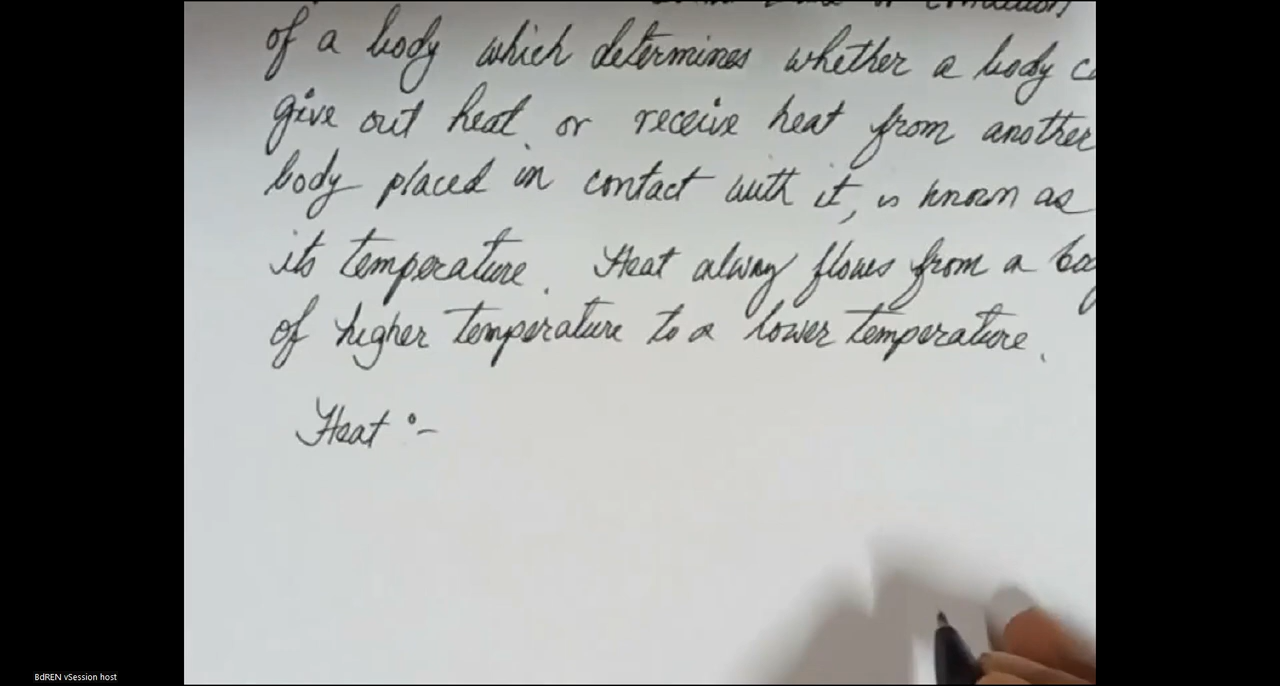 condition
of a body which determines whether a body
give out heat or receive heat from another
body placed in contact with it, is known as
its temperature. Heat alway flows from a
of higher temperature to a lower temperature.
Heat :-
BdREN vSession host